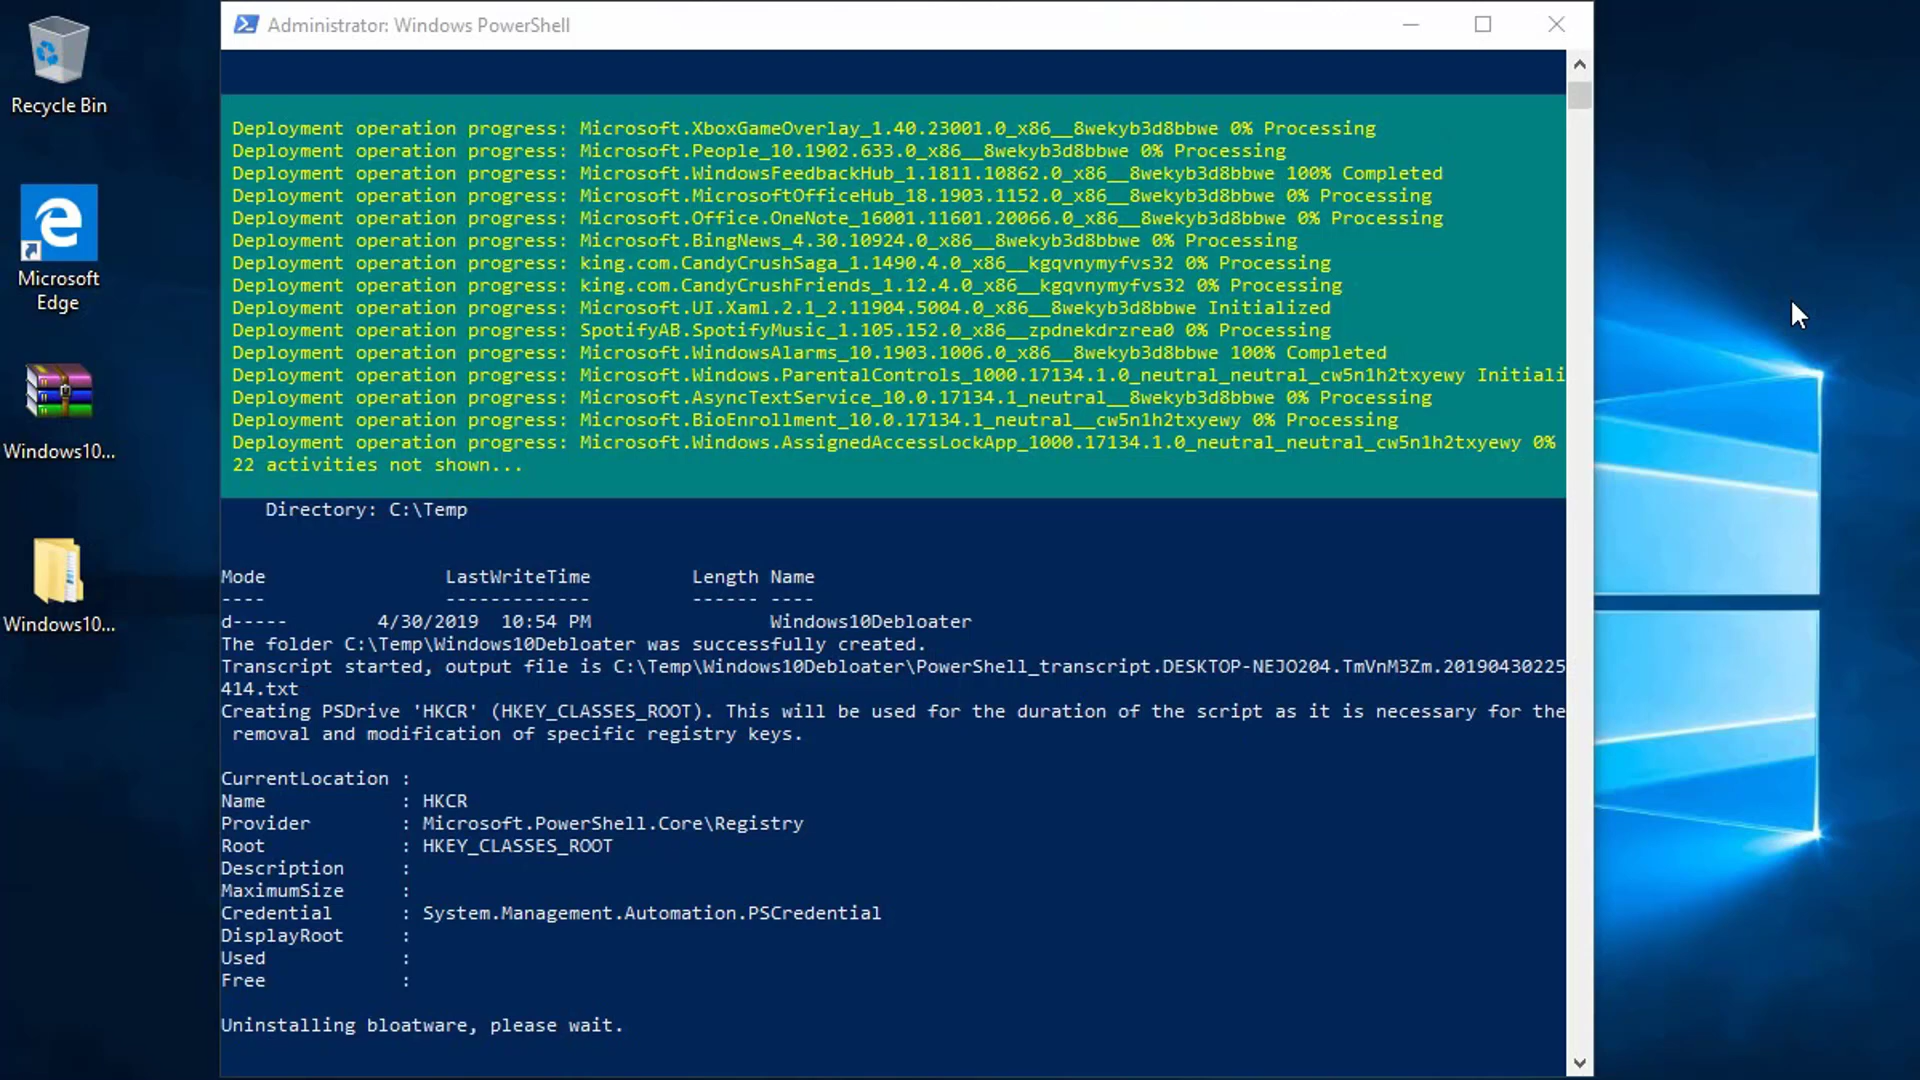 Recycle Bin
Microsoft
Edge
Windows10...
Windows10...
Administrator: Windows PowerShell
Deployment operation progress: Microsoft.XboxGameOverlay_1.40.23001.0_x86__8wekyb3d8bbwe 0% Processing
Deployment operation progress: Microsoft.People_10.1902.633.0_x86__8wekyb3d8bbwe 0% Processing
Deployment operation progress: Microsoft.WindowsFeedbackHub_1.1811.10862.0_x86__8wekyb3d8bbwe 100% Completed
Deployment operation progress: Microsoft.MicrosoftOfficeHub_18.1903.1152.0_x86__8wekyb3d8bbwe 0% Processing
Deployment operation progress: Microsoft.Office.OneNote_16001.11601.20066.0_x86__8wekyb3d8bbwe 0% Processing
Deployment operation progress: Microsoft.BingNews_4.30.10924.0_x86__8wekyb3d8bbwe 0% Processing
Deployment operation progress: king.com.CandyCrushSaga_1.1490.4.0_x86__kgqvnymyfvs32 0% Processing
Deployment operation progress: king.com.CandyCrushFriends_1.12.4.0_x86__kgqvnymyfvs32 0% Processing
Deployment operation progress: Microsoft.UI.Xaml.2.1_2.11904.5004.0_x86__8wekyb3d8bbwe Initialized
Deployment operation progress: SpotifyAB.SpotifyMusic_1.105.152.0_x86__zpdnekdrzrea0 0% Processing
Deployment operation progress: Microsoft.WindowsAlarms_10.1903.1006.0_x86__8wekyb3d8bbwe 100% Completed
Deployment operation progress: Microsoft.Windows.ParentalControls_1000.17134.1.0_neutral_neutral_cw5n1h2txyewy Initiali
Deployment operation progress: Microsoft.AsyncTextService_10.0.17134.1_neutral__8wekyb3d8bbwe 0% Processing
Deployment operation progress: Microsoft.BioEnrollment_10.0.17134.1_neutral__cw5n1h2txyewy 0% Processing
Deployment operation progress: Microsoft.Windows.AssignedAccessLockApp_1000.17134.1.0_neutral_neutral_cw5n1h2txyewy 0%
22 activities not shown...
Directory: C:\Temp
Mode LastWriteTime Length Name
---- ------------- ------ ----
d----- 4/30/2019 10:54 PM Windows10Debloater
The folder C:\Temp\Windows10Debloater was successfully created.
Transcript started, output file is C:\Temp\Windows10Debloater\PowerShell_transcript.DESKTOP-NEJO204.TmVnM3Zm.20190430225
414.txt
Creating PSDrive 'HKCR' (HKEY_CLASSES_ROOT). This will be used for the duration of the script as it is necessary for the
removal and modification of specific registry keys.
CurrentLocation :
Name : HKCR
Provider : Microsoft.PowerShell.Core\Registry
Root : HKEY_CLASSES_ROOT
Description :
MaximumSize :
Credential : System.Management.Automation.PSCredential
DisplayRoot :
Used :
Free :
Uninstalling bloatware, please wait.